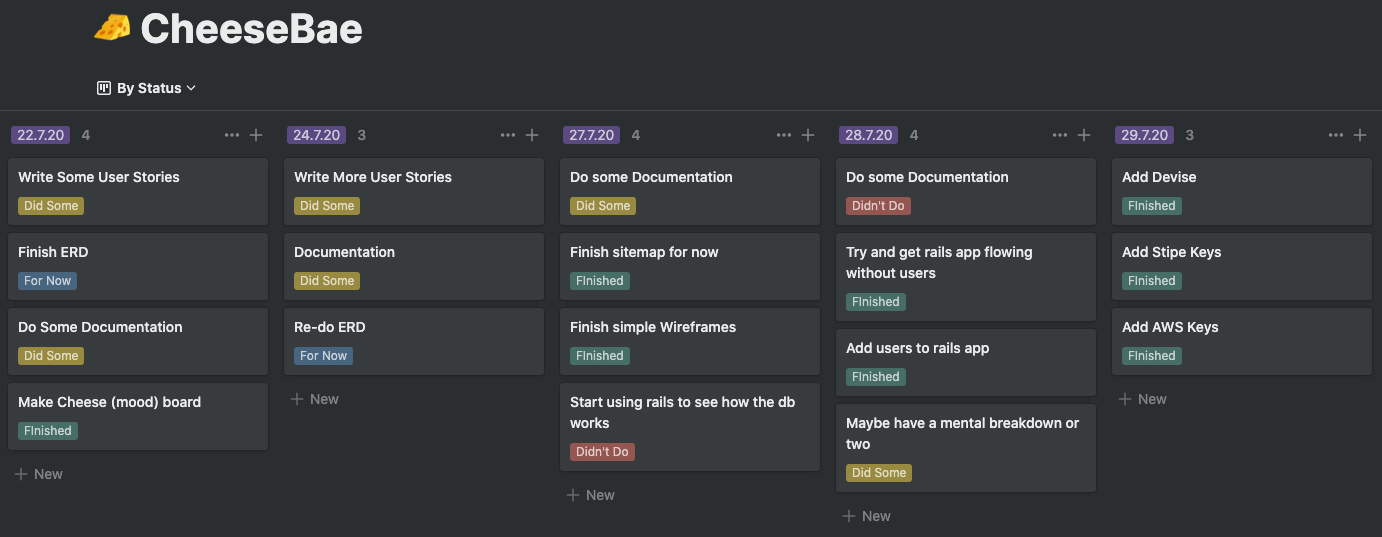 🧀 CheeseBae
By Status
22.7.20 4
Write Some User Stories
Did Some
Finish ERD
For Now
Do Some Documentation
Did Some
Make Cheese (mood) board
FInished
+ New
24.7.20 3
Write More User Stories
Did Some
Documentation
Did Some
Re-do ERD
For Now
+ New
27.7.20 4
Do some Documentation
Did Some
Finish sitemap for now
FInished
Finish simple Wireframes
FInished
Start using rails to see how the db
works
Didn't Do
+ New
28.7.20 4
Do some Documentation
Didn't Do
Try and get rails app flowing
without users
FInished
Add users to rails app
FInished
Maybe have a mental breakdown or
two
Did Some
+ New
29.7.20 3
Add Devise
FInished
Add Stipe Keys
FInished
Add AWS Keys
FInished
+ New